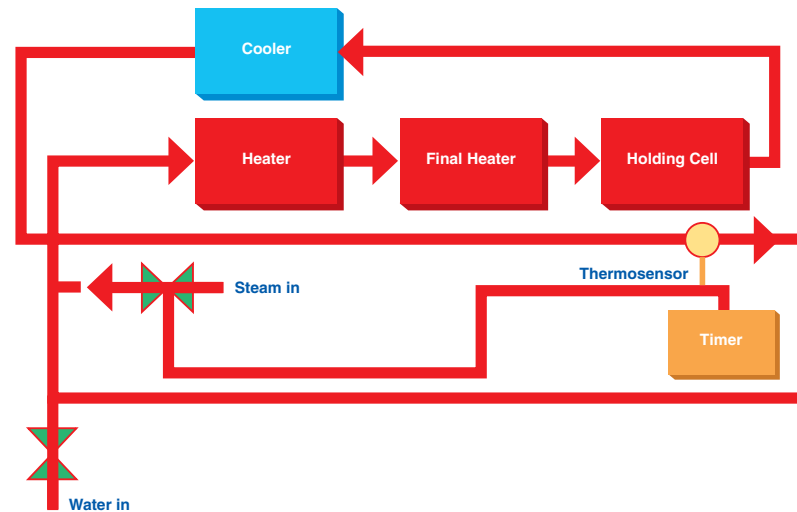 Cooler
Heater
Final Heater
Holding Cell
Thermosensor
Steam in
Timer
Water in